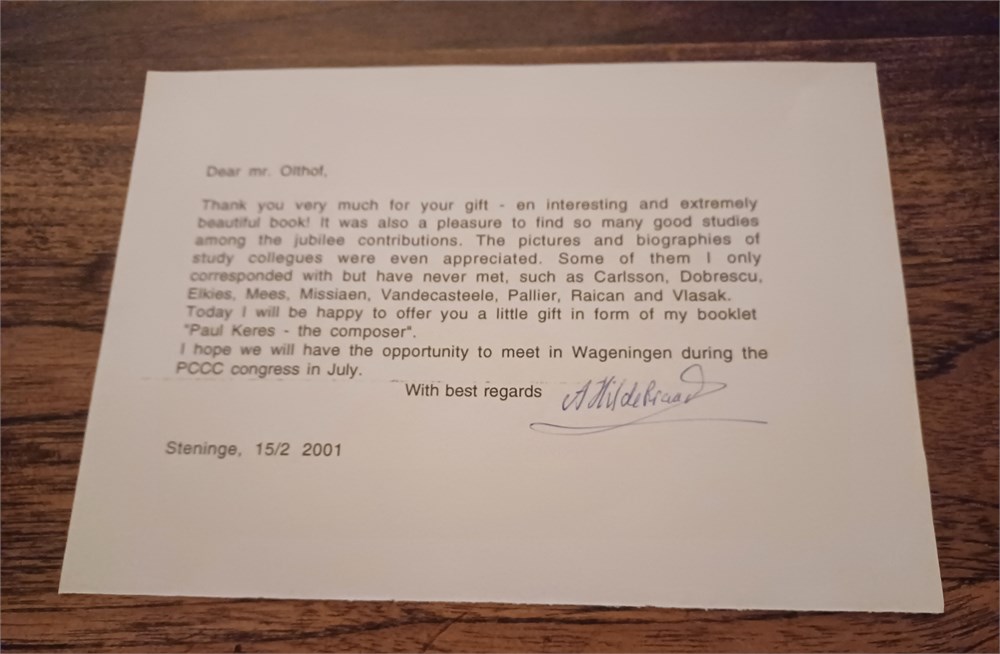 Dear mr. Olthof,
Thank you very much for your gift - en interesting and extremely
beautiful book! It was also a pleasure to find so many good studies
among the jubilee contributions. The pictures and biographies of
study collegues were even appreciated. Some of them I only
corresponded with but have never met, such as Carlsson, Dobrescu,
Elkies, Mees, Missiaen, Vandecasteele, Pallier, Raican and Vlasak.
Today I will be happy to offer you a little gift in form of my booklet
"Paul Keres - the composer".
I hope we will have the opportunity to meet in Wageningen during the
PCCC congress in July.
With best regards AHildebrand
Steninge, 15/2 2001